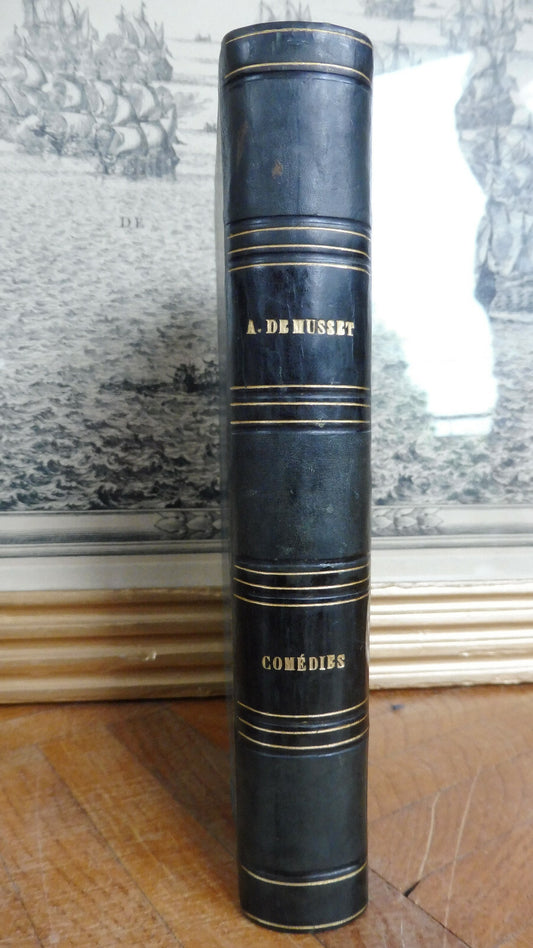 DE
A. DE MUSSET
COMÉDIES